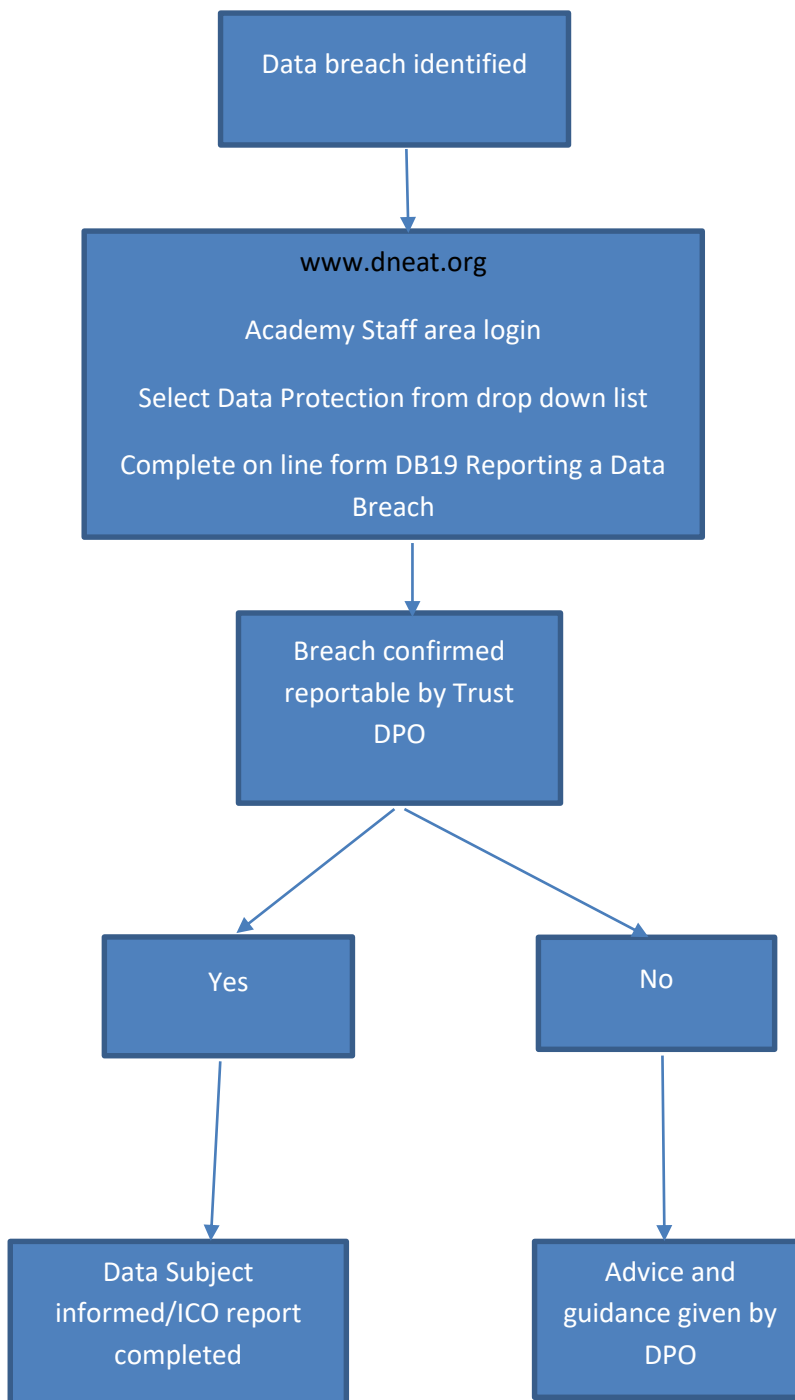 Data breach identified
www.dneat.org
Academy Staff area login
Select Data Protection from drop down list
Complete on line form DB19 Reporting a Data
Breach
Breach confirmed
reportable by Trust
DPO
Yes
No
Data Subject
informed/ICO report
completed
Advice and
guidance given by
DPO